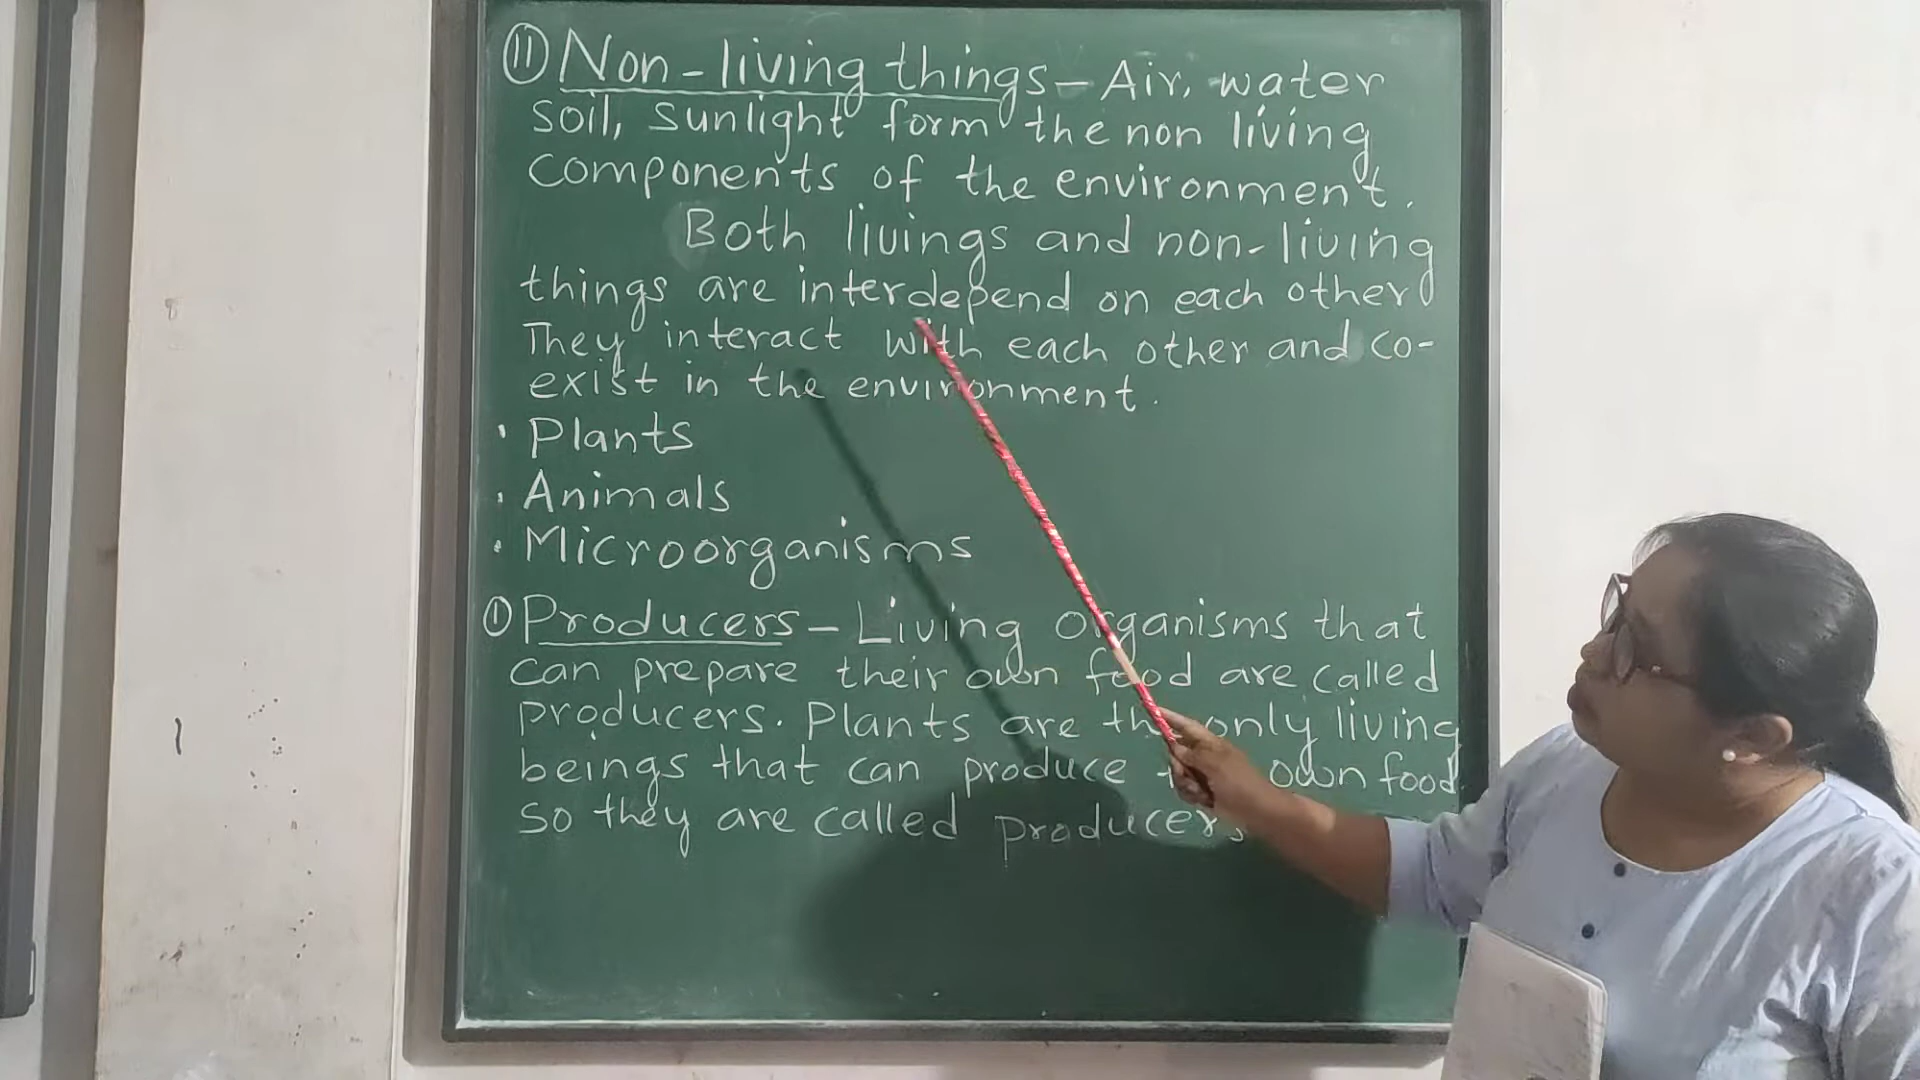 II Non-living things - Air, water
soil, sunlight form the non living
components of the environment.
Both livings and non-living
things are interdepend on each other
They interact with each other and co-
exist in the environment.
· Plants
· Animals
· Microorganisms
I Producers - Living organisms that
can prepare their own food are called
producers. Plants are the only living
beings that can produce own food
so they are called producers